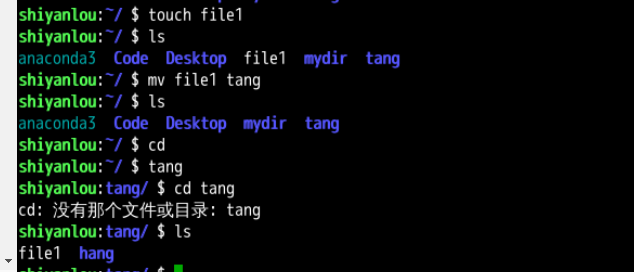 shiyanlou:~/ $ touch file1
shiyanlou:~/ $ ls
anaconda3  Code  Desktop  file1  mydir  tang
shiyanlou:~/ $ mv file1 tang
shiyanlou:~/ $ ls
anaconda3  Code  Desktop  mydir  tang
shiyanlou:~/ $ cd
shiyanlou:~/ $ tang
shiyanlou:tang/ $ cd tang
cd: 没有那个文件或目录: tang
shiyanlou:tang/ $ ls
file1  hang
shiyanlou:tang/ $